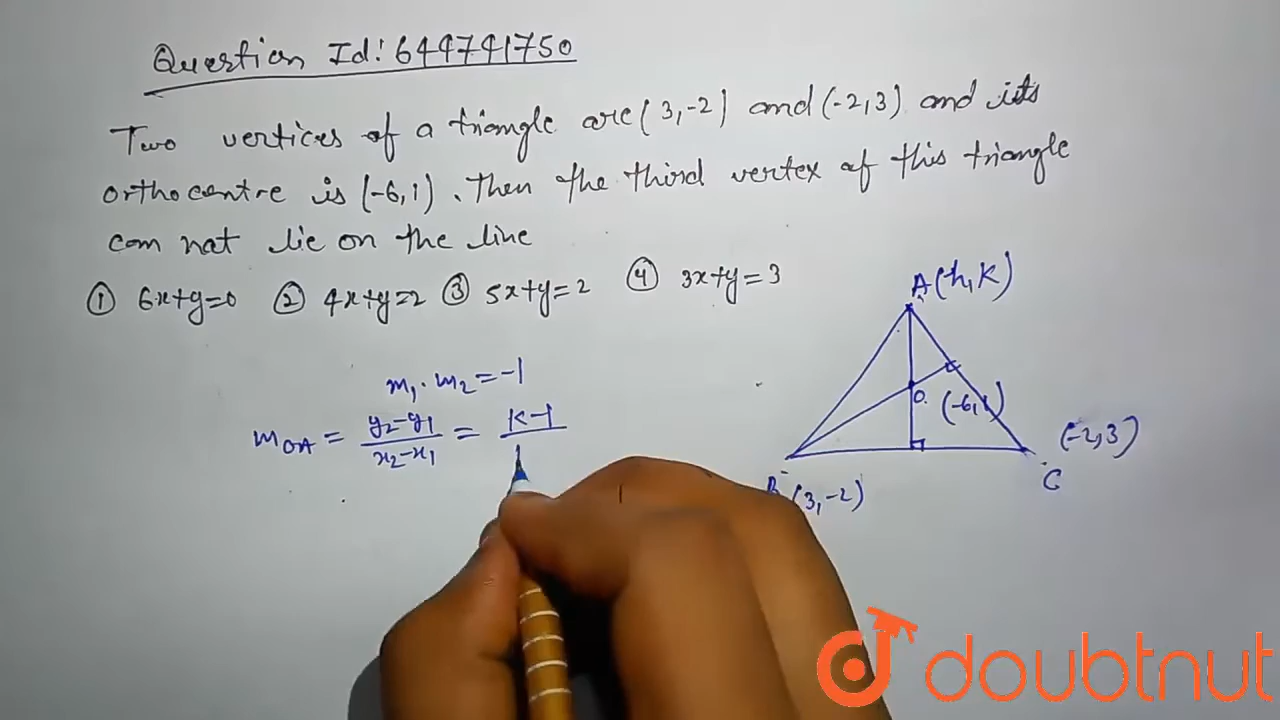 Question Id: 644741750
Two vertices of a triangle are (3,-2) and (-2,3) and its
orthocentre is (-6,1). Then the third vertex of this triangle
can not lie on the line
① 6x+y=0 ② 4x+y=2 ③ 5x+y=2 ④ 3x+y=3
A(h,K)
m₁.m₂=-1
mOA = y₂-y₁/x₂-x₁ = K-1/
O
(-6,1)
(-2,3)
C
B(3,-2)
doubtnut